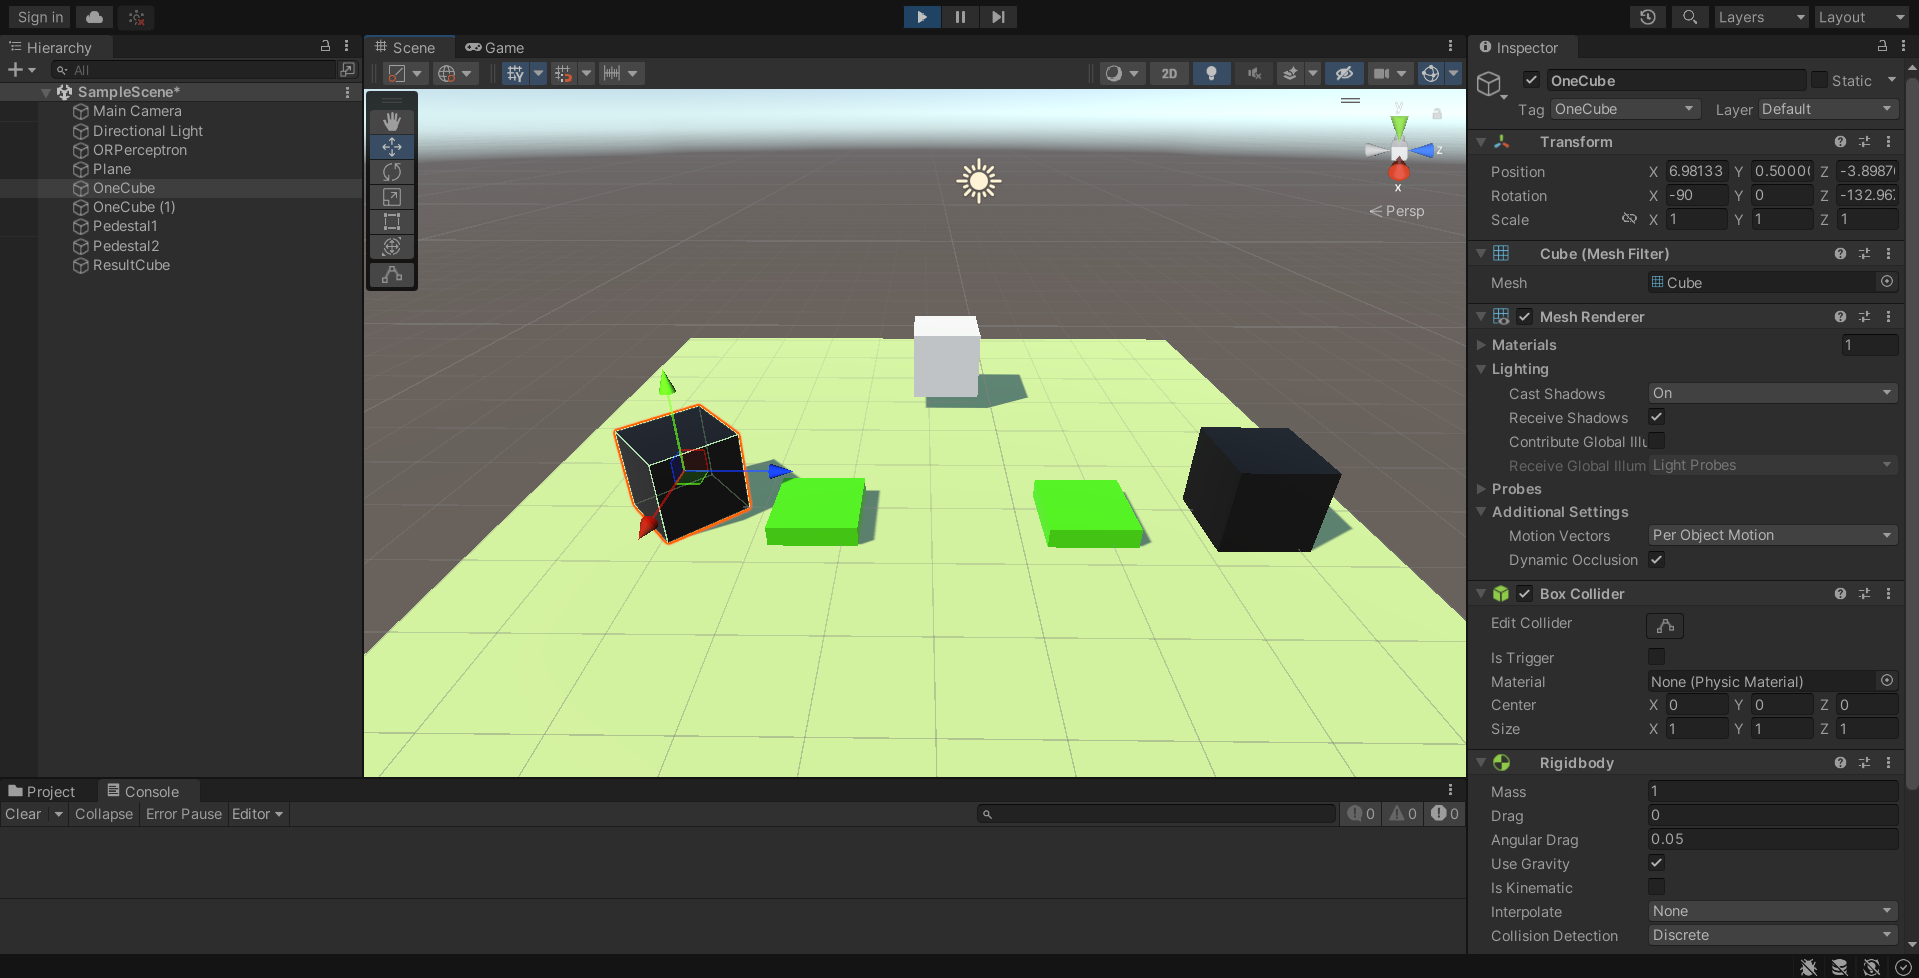 Sign in
Layers
Layout
Hierarchy
All
SampleScene*
Main Camera
Directional Light
ORPerceptron
Plane
OneCube
OneCube (1)
Pedestal1
Pedestal2
ResultCube
Scene
Game
2D
y
z
x
Persp
Project
Console
Clear
Collapse
Error Pause
Editor
0
0
0
Inspector
OneCube
Static
Tag OneCube
Layer Default
Transform
Position X 6.98133 Y 0.5000( Z -3.8987(
Rotation X -90 Y 0 Z -132.967
Scale X 1 Y 1 Z 1
Cube (Mesh Filter)
Mesh Cube
Mesh Renderer
Materials 1
Lighting
Cast Shadows On
Receive Shadows
Contribute Global Illu
Receive Global Illum Light Probes
Probes
Additional Settings
Motion Vectors Per Object Motion
Dynamic Occlusion
Box Collider
Edit Collider
Is Trigger
Material None (Physic Material)
Center X 0 Y 0 Z 0
Size X 1 Y 1 Z 1
Rigidbody
Mass 1
Drag 0
Angular Drag 0.05
Use Gravity
Is Kinematic
Interpolate None
Collision Detection Discrete